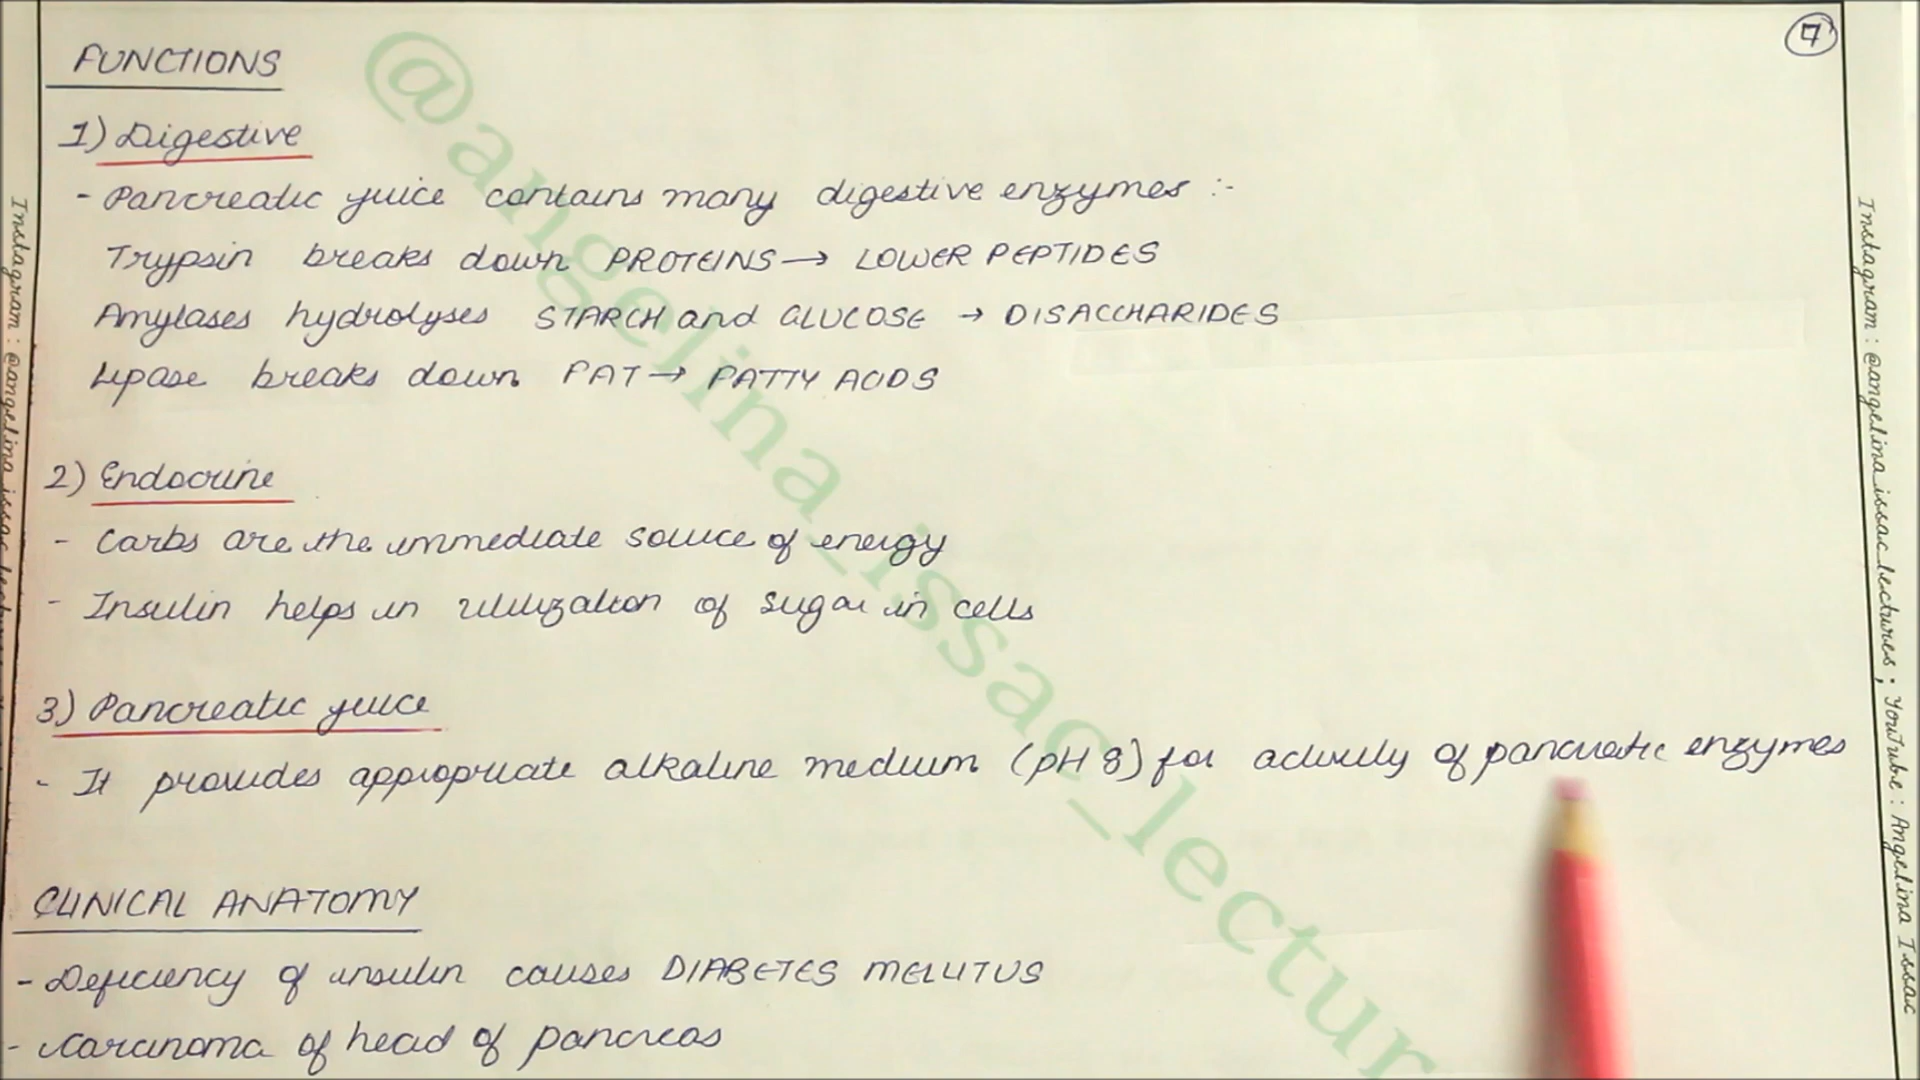 7
FUNCTIONS
1) Digestive
- Pancreatic juice contains many digestive enzymes :-
Trypsin breaks down PROTEINS → LOWER PEPTIDES
Amylases hydrolyses STARCH and GLUCOSE → DISACCHARIDES
Lipase breaks down FAT → FATTY ACIDS
2) Endocrine
- Carbs are the immediate source of energy
- Insulin helps in utilization of sugar in cells
3) Pancreatic juice
- It provides appropriate alkaline medium (pH 8) for activity of pancreatic enzymes
CLINICAL ANATOMY
- Deficiency of insulin causes DIABETES MELLITUS
- Carcinoma of head of pancreas
@angelina_issac_lectur
Instagram : @angelina_issac_lec
Instagram : @angelina_issac_lectures ; YouTube : Angelina Issac